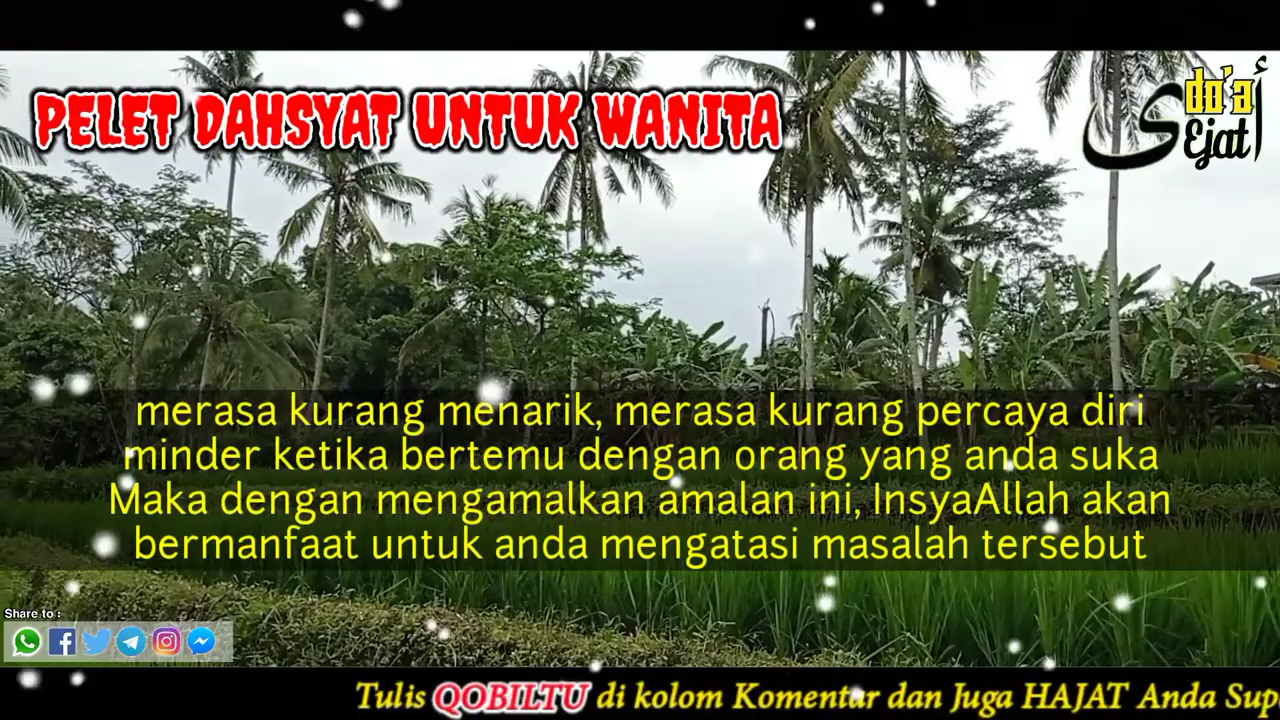 PELET DAHSYAT UNTUK WANITA
do'a
Ejat
أ
ى
merasa kurang menarik, merasa kurang percaya diri
minder ketika bertemu dengan orang yang anda suka
Maka dengan mengamalkan amalan ini, InsyaAllah akan
bermanfaat untuk anda mengatasi masalah tersebut
Share to :
Tulis QOBILTU di kolom Komentar dan Juga HAJAT Anda Sup